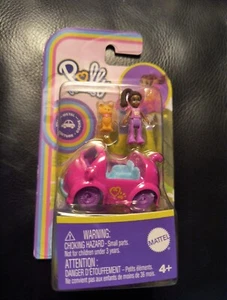 Polly
WARNING:
CHOKING HAZARD - Small parts.
Not for children under 3 years.
ATTENTION :
DANGER D'ÉTOUFFEMENT - Petits éléments.
Ne convient pas aux enfants de moins de 36 mois.
MATTEL
4+